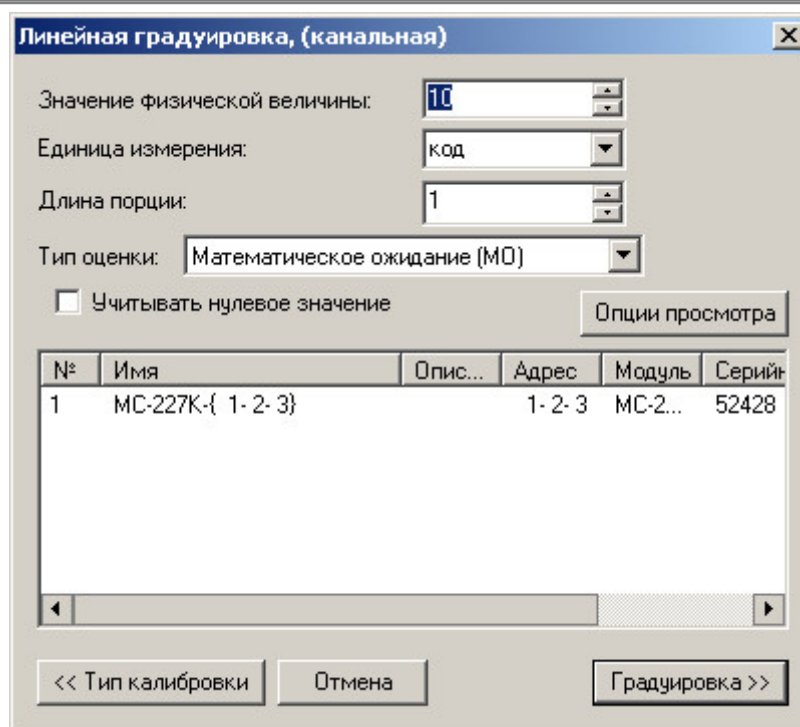 Линейная градуировка, (канальная)
Значение физической величины: 10
Единица измерения: код
Длина порции: 1
Тип оценки: Математическое ожидание (МО)
Учитывать нулевое значение
Опции просмотра
№ Имя Опис... Адрес Модуль Серийн
1 МС-227К-{ 1- 2- 3} 1- 2- 3 МС-2... 52428
<< Тип калибровки Отмена Градуировка >>